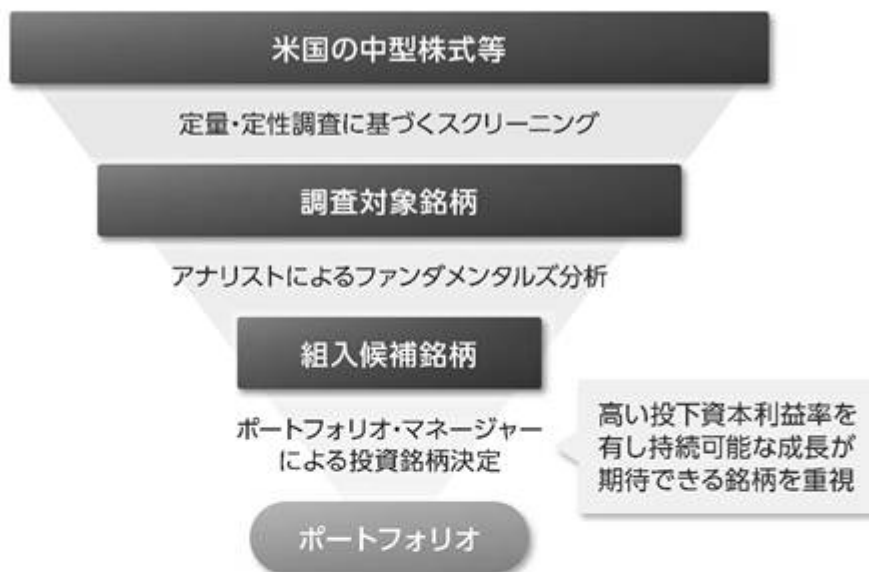 米国の中型株式等
定量・定性調査に基づくスクリーニング
調査対象銘柄
アナリストによるファンダメンタルズ分析
組入候補銘柄
ポートフォリオ・マネージャー
による投資銘柄決定
高い投下資本利益率を
有し持続可能な成長が
期待できる銘柄を重視
ポートフォリオ